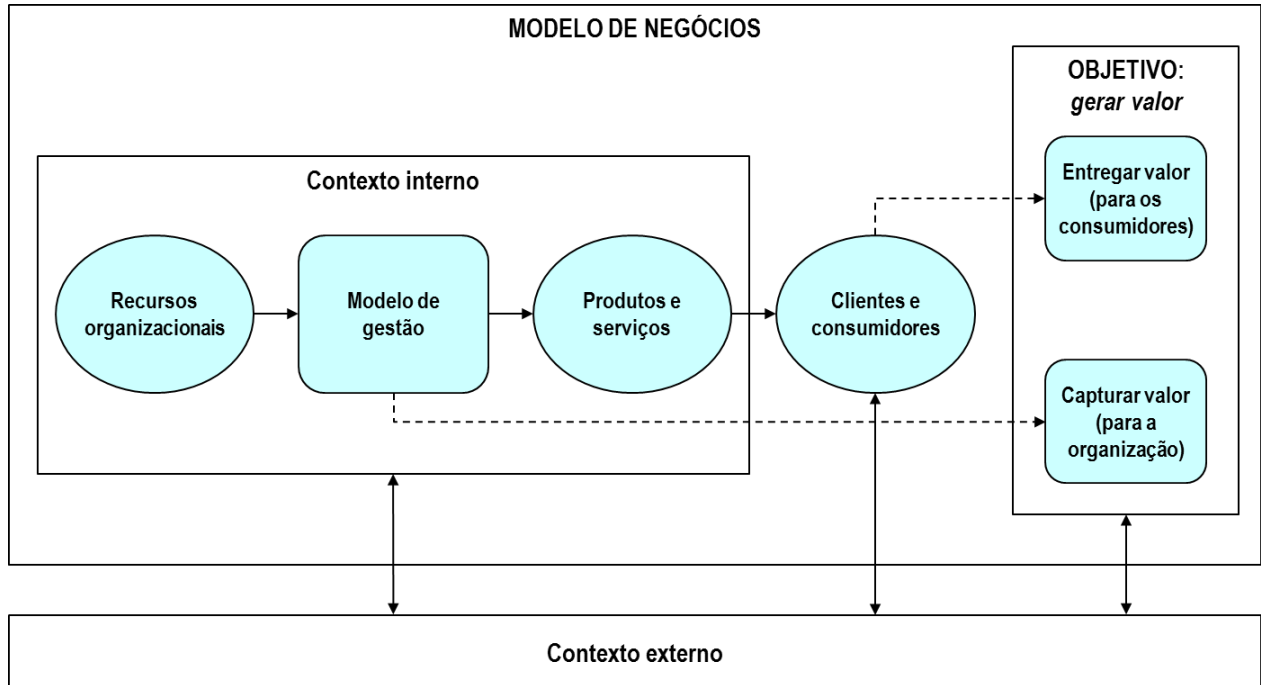 MODELO DE NEGÓCIOS
OBJETIVO:
gerar valor
Contexto interno
Recursos
organizacionais
Modelo de
gestão
Produtos e
serviços
Clientes e
consumidores
Entregar valor
(para os
consumidores)
Capturar valor
(para a
organização)
Contexto externo